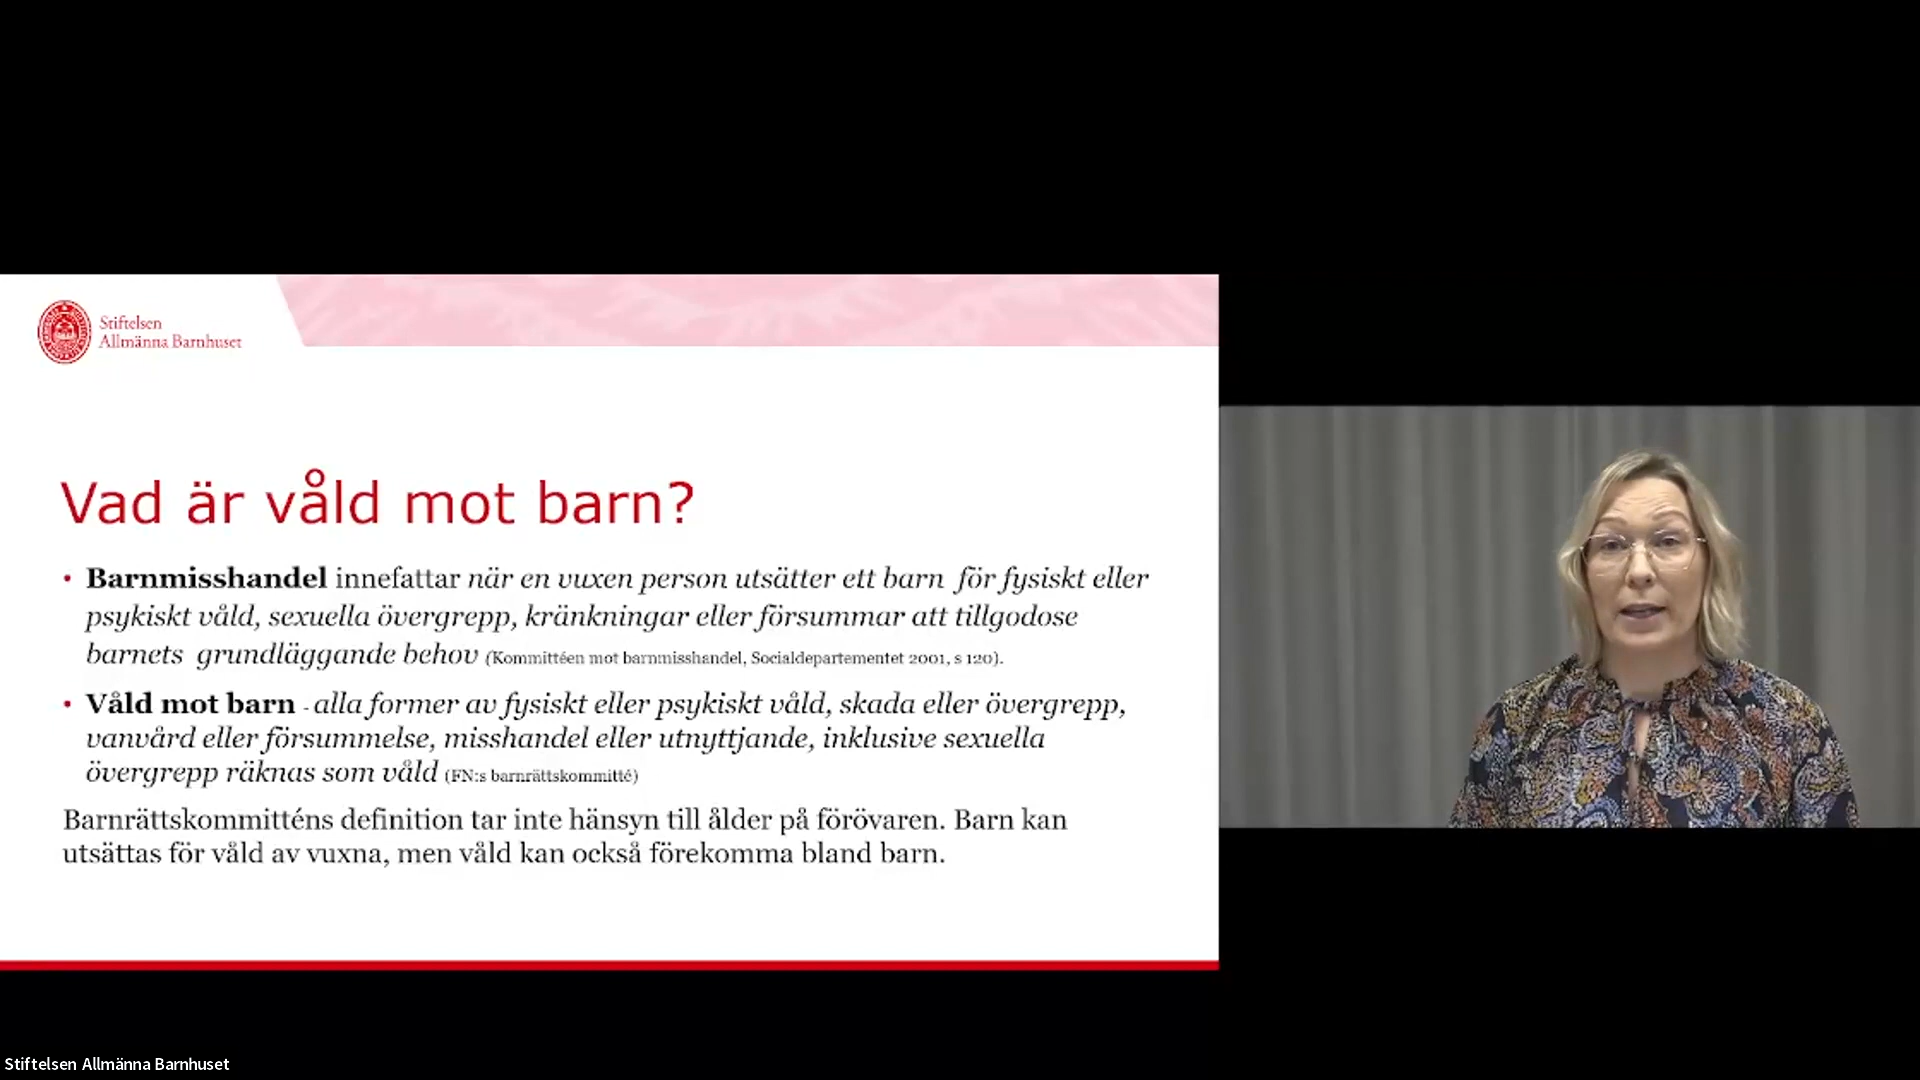 Stiftelsen
Allmänna Barnhuset
Vad är våld mot barn?
• Barnmisshandel innefattar när en vuxen person utsätter ett barn för fysiskt eller
psykiskt våld, sexuella övergrepp, kränkningar eller försummar att tillgodose
barnets grundläggande behov (Kommittéen mot barnmisshandel, Socialdepartementet 2001, s 120).
• Våld mot barn - alla former av fysiskt eller psykiskt våld, skada eller övergrepp,
vanvård eller försummelse, misshandel eller utnyttjande, inklusive sexuella
övergrepp räknas som våld (FN:s barnrättskommitté)
Barnrättskommitténs definition tar inte hänsyn till ålder på förövaren. Barn kan
utsättas för våld av vuxna, men våld kan också förekomma bland barn.
Stiftelsen Allmänna Barnhuset